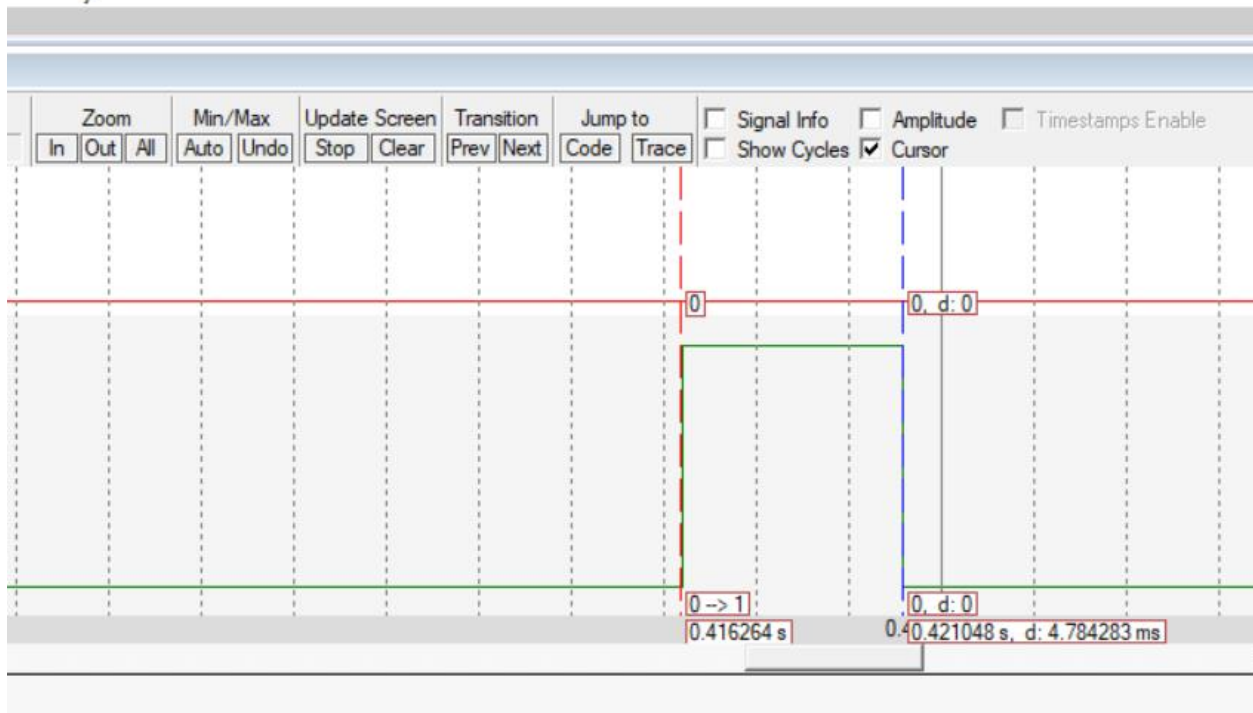 Zoom Min/Max Update Screen Transition Jump to Signal Info Amplitude Timestamps Enable
In Out All Auto Undo Stop Clear Prev Next Code Trace Show Cycles Cursor
0 0, d: 0
0 --> 1 0, d: 0
0.416264 s 0.421048 s, d: 4.784283 ms